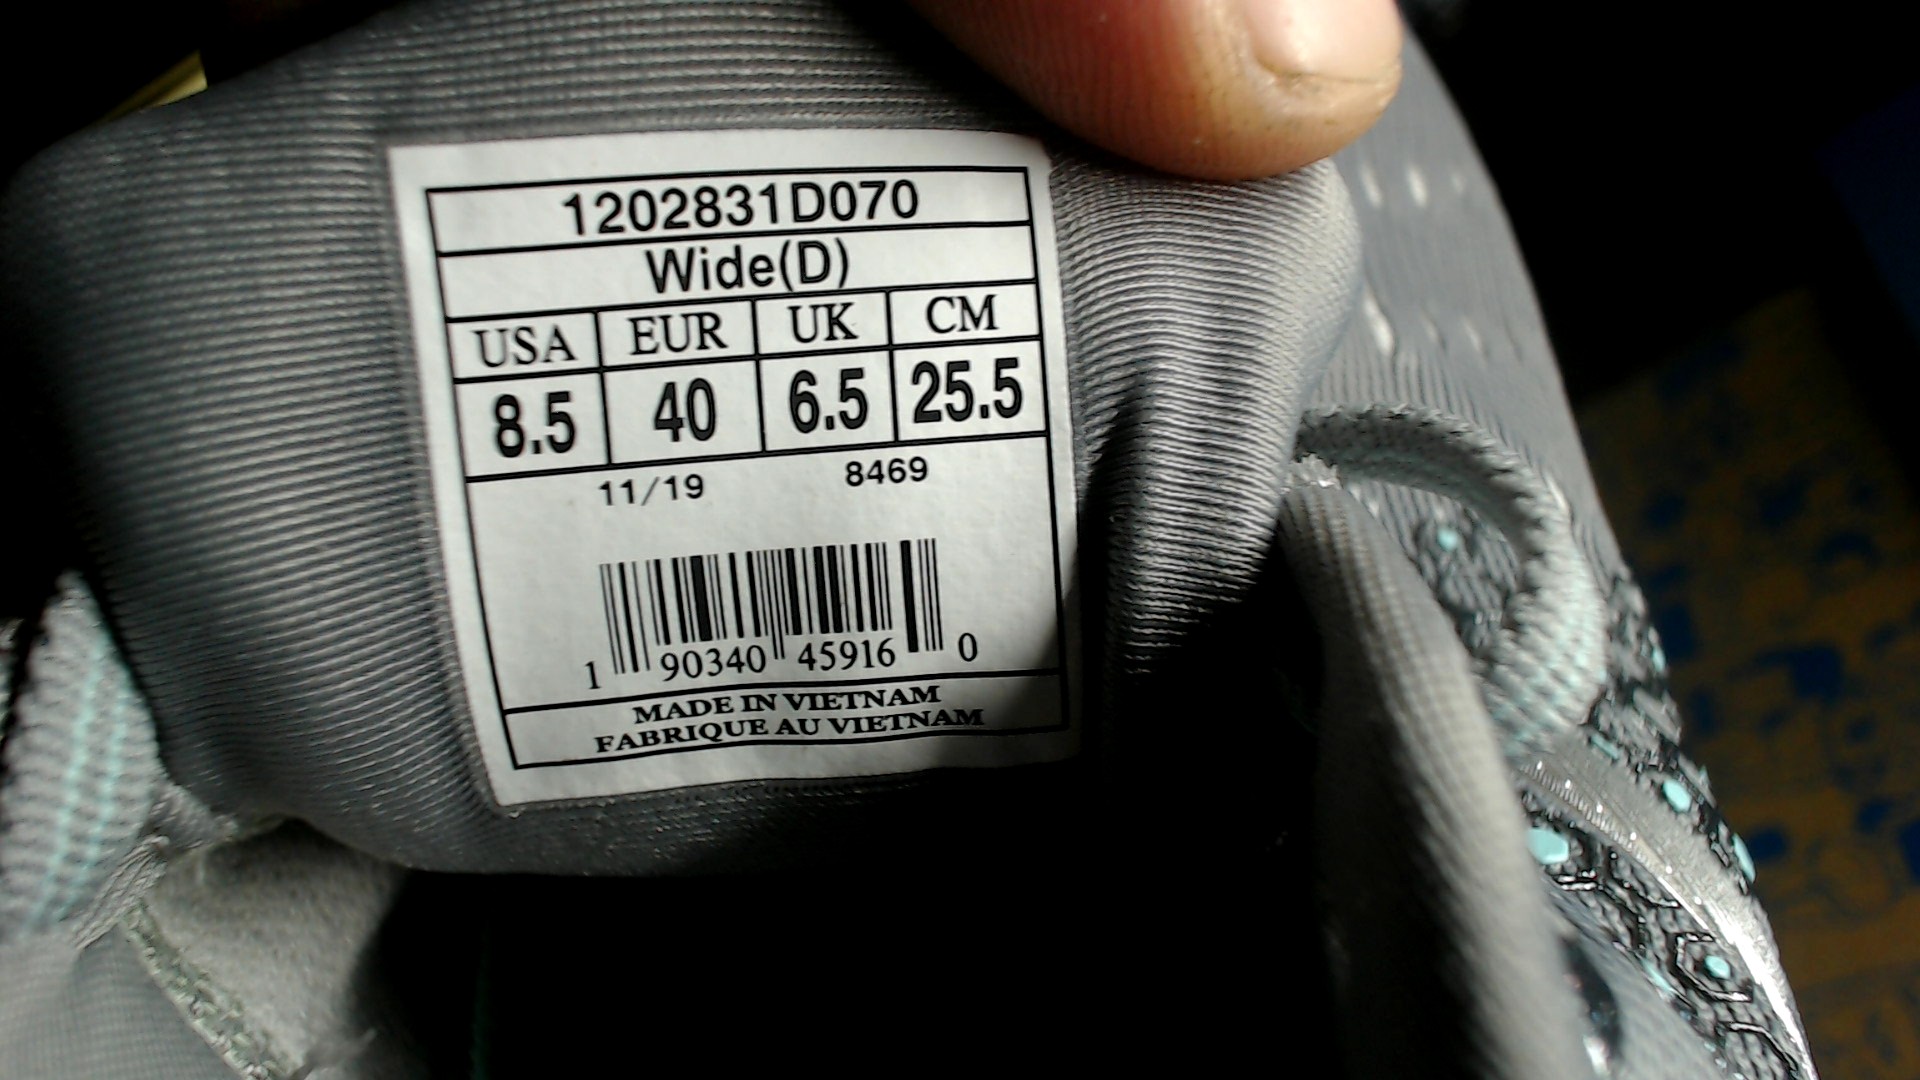 1202831D070
Wide(D)
USA EUR UK CM
8.5 40 6.5 25.5
11/19 8469
1 90340 45916 0
MADE IN VIETNAM
FABRIQUE AU VIETNAM